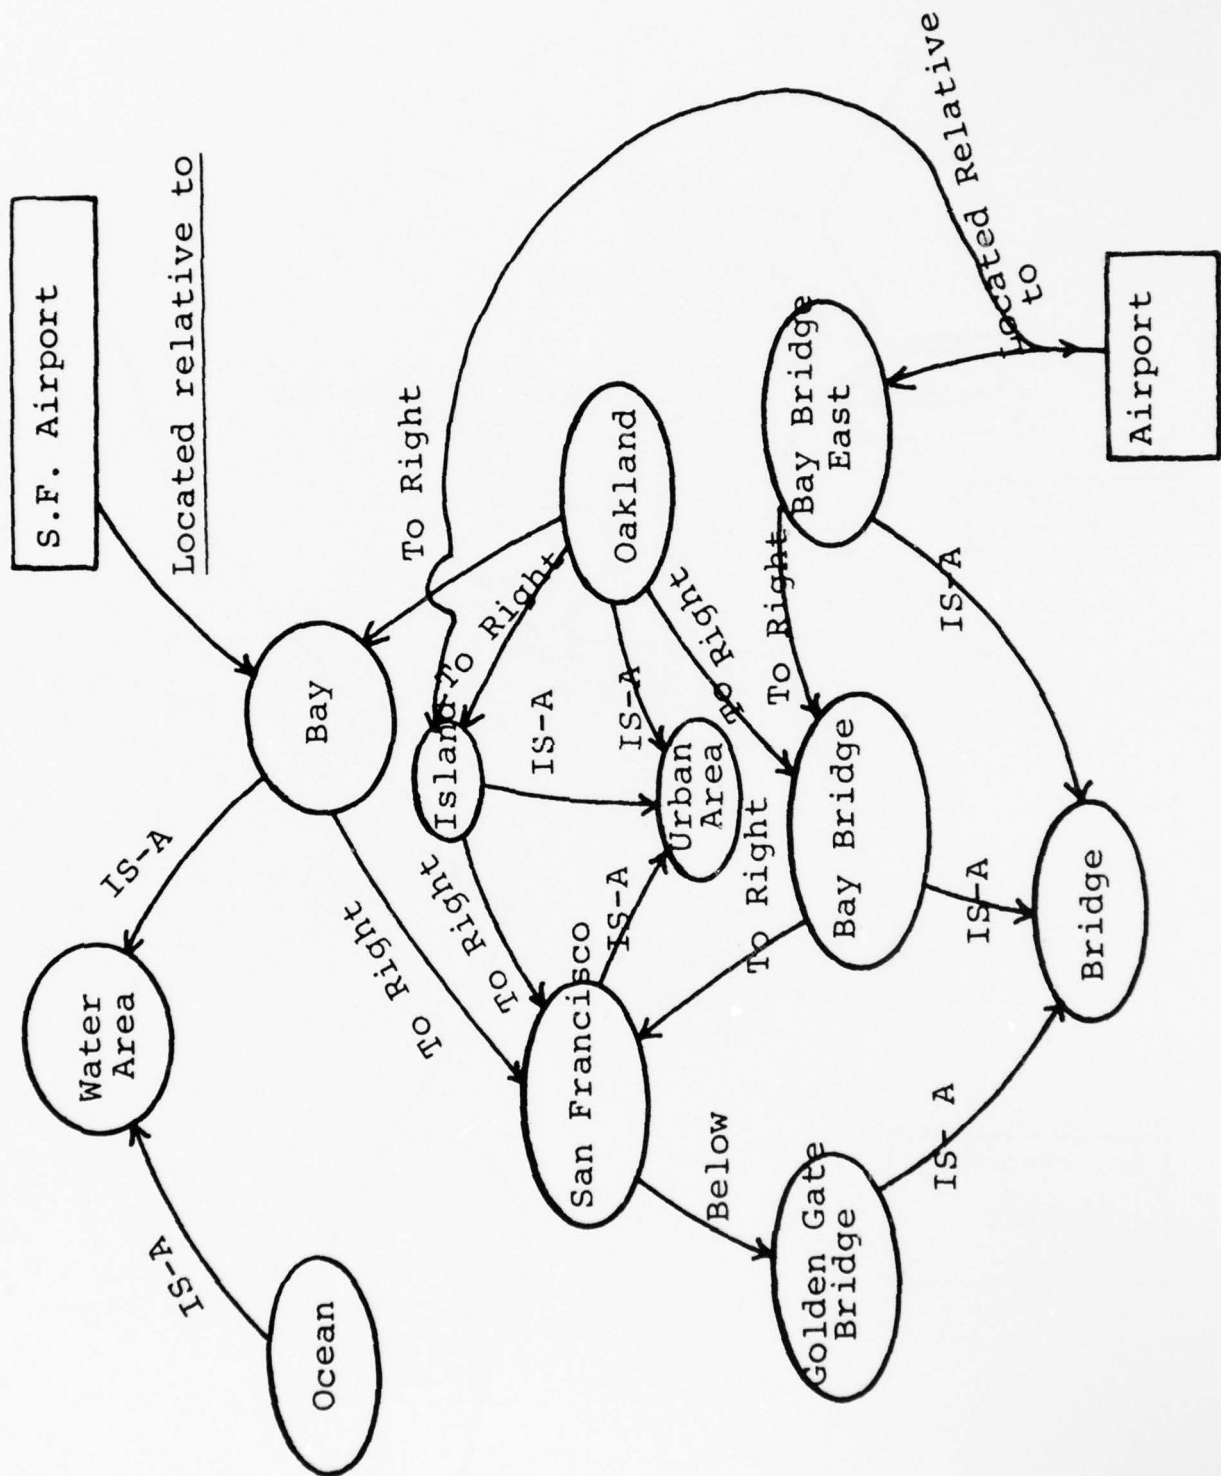 S.F. Airport
Located relative to
IS-A
Water
Area
IS-A
Ocean
Bay
To Right
To Right
Island
To Right
To Right
IS-A
Oakland
IS-A
Urban
Area
IS-A
San Francisco
To Right
To Right
To Right
Below
Golden Gate
Bridge
Bay Bridge
Bay Bridge
East
IS-A
IS-A
IS- A
Bridge
Located Relative
to
Airport